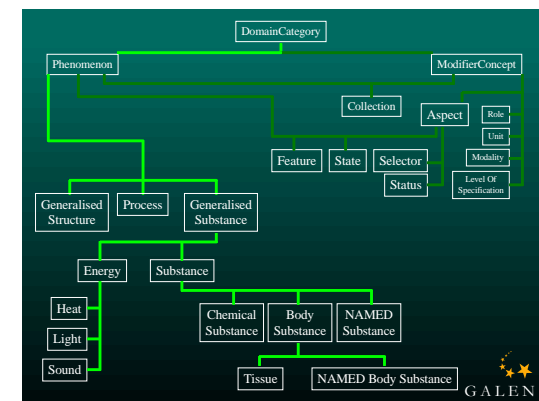 DomainCategory
Phenomenon
ModifierConcept
Collection
Aspect
Role
Unit
Modality
Level Of
Specification
Feature
State
Selector
Status
Generalised
Structure
Process
Generalised
Substance
Energy
Substance
Heat
Light
Sound
Chemical
Substance
Body
Substance
NAMED
Substance
Tissue
NAMED Body Substance
GALEN